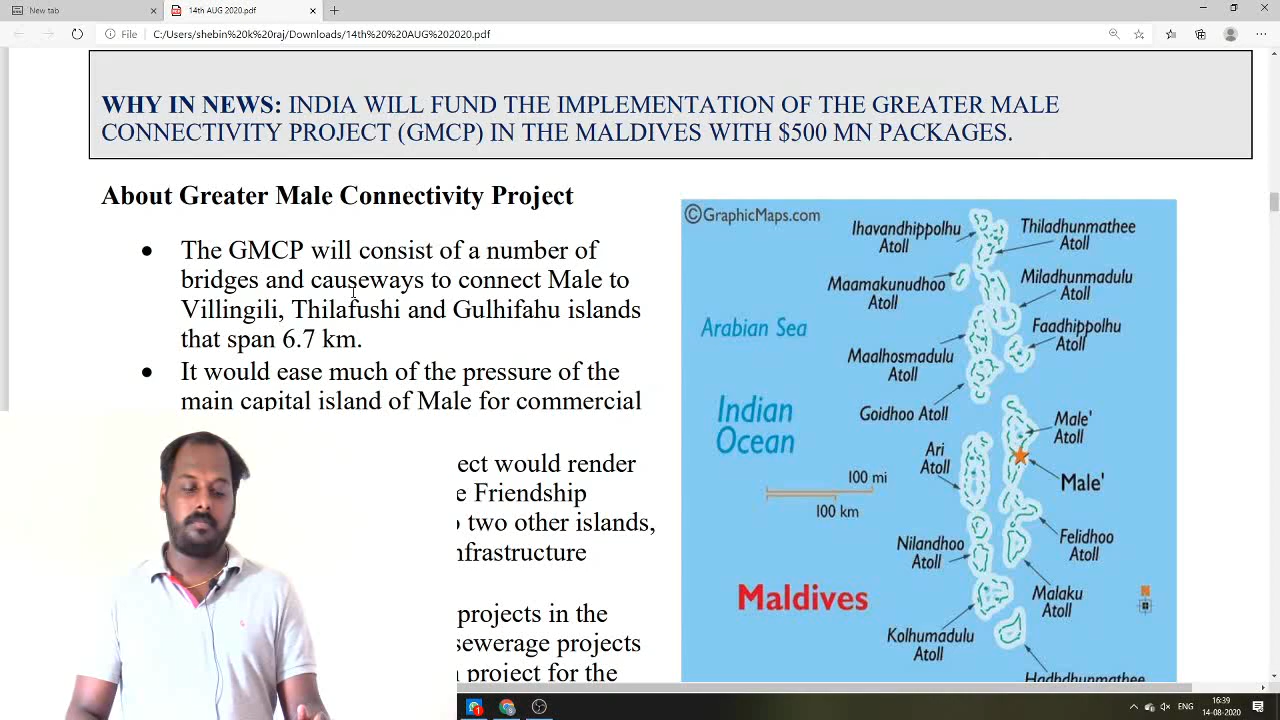 New tab
14th AUG 2020.pdf
File
C:/Users/shebin%20k%20raj/Downloads/14th%20%20AUG%202020.pdf
WHY IN NEWS: INDIA WILL FUND THE IMPLEMENTATION OF THE GREATER MALE
CONNECTIVITY PROJECT (GMCP) IN THE MALDIVES WITH $500 MN PACKAGES.
About Greater Male Connectivity Project
• The GMCP will consist of a number of
bridges and causeways to connect Male to
Villingili, Thilafushi and Gulhifahu islands
that span 6.7 km.
• It would ease much of the pressure of the
main capital island of Male for commercial
ect would render
e Friendship
two other islands,
nfrastructure
projects in the
sewerage projects
project for the
©GraphicMaps.com
Ihavandhippolhu
Atoll
Thiladhunmathee
Atoll
Maamakunudhoo
Atoll
Miladhunmadulu
Atoll
Arabian Sea
Faadhippolhu
Atoll
Maalhosmadulu
Atoll
Goidhoo Atoll
Indian
Ocean
Male'
Atoll
Ari
Atoll
100 mi
100 km
Male'
Nilandhoo
Atoll
Felidhoo
Atoll
Maldives
Malaku
Atoll
N
Kolhumadulu
Atoll
Hadhdhunmathee
1
ENG
16:39
14-08-2020